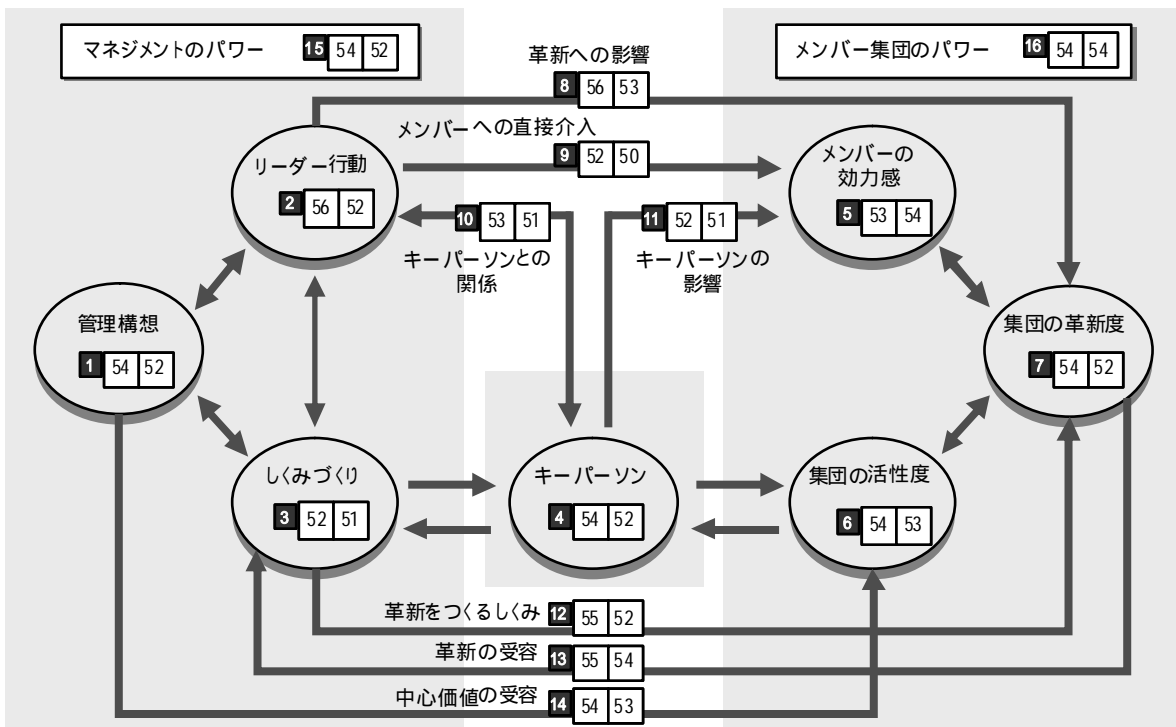 マネジメントのパワー 15 54 52
メンバー集団のパワー 16 54 54
革新への影響
8 56 53
メンバーへの直接介入
9 52 50
リーダー行動
2 56 52
メンバーの
効力感
5 53 54
10 53 51
キーパーソンとの
関係
11 52 51
キーパーソンの
影響
管理構想
1 54 52
集団の革新度
7 54 52
しくみづくり
3 52 51
キーパーソン
4 54 52
集団の活性度
6 54 53
革新をつくるしくみ 12 55 52
革新の受容 13 55 54
中心価値の受容 14 54 53